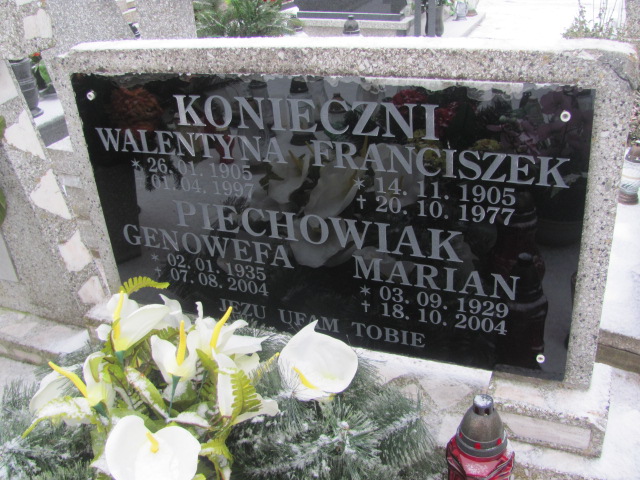 KONIECZNI
WALENTYNA FRANCISZEK
* 26. 01. 1905 * 14. 11. 1905
01. 04. 1997 † 20. 10. 1977
PIECHOWIAK
GENOWEFA MARIAN
* 02. 01. 1935 * 03. 09. 1929
† 07. 08. 2004 † 18. 10. 2004
JEZU UFAM TOBIE